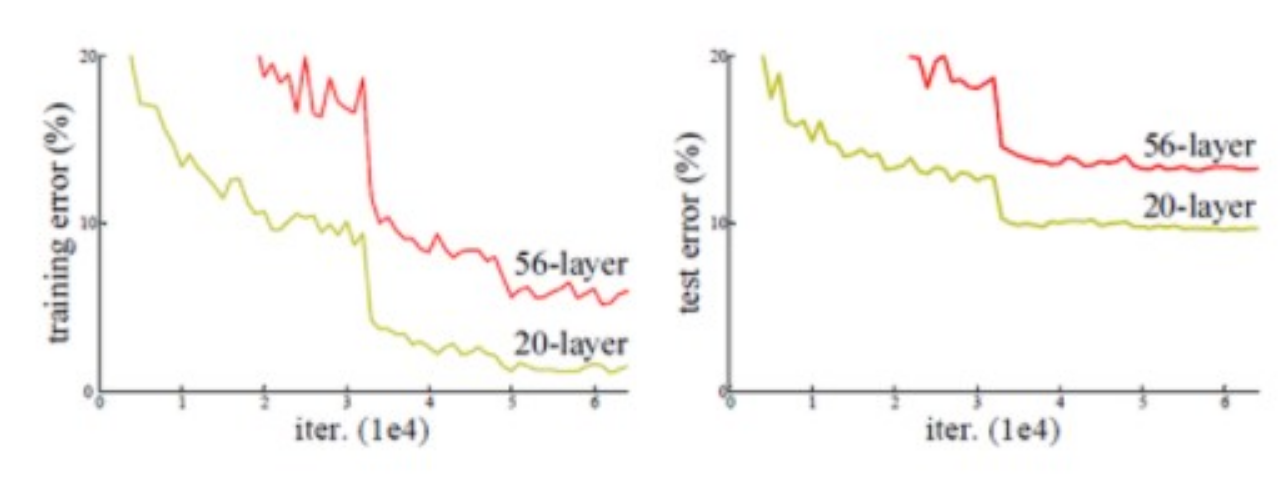 20
10
0
training error (%)
56-layer
20-layer
0 1 2 3 4 5 6
iter. (1e4)
20
10
0
test error (%)
56-layer
20-layer
0 1 2 3 4 5 6
iter. (1e4)